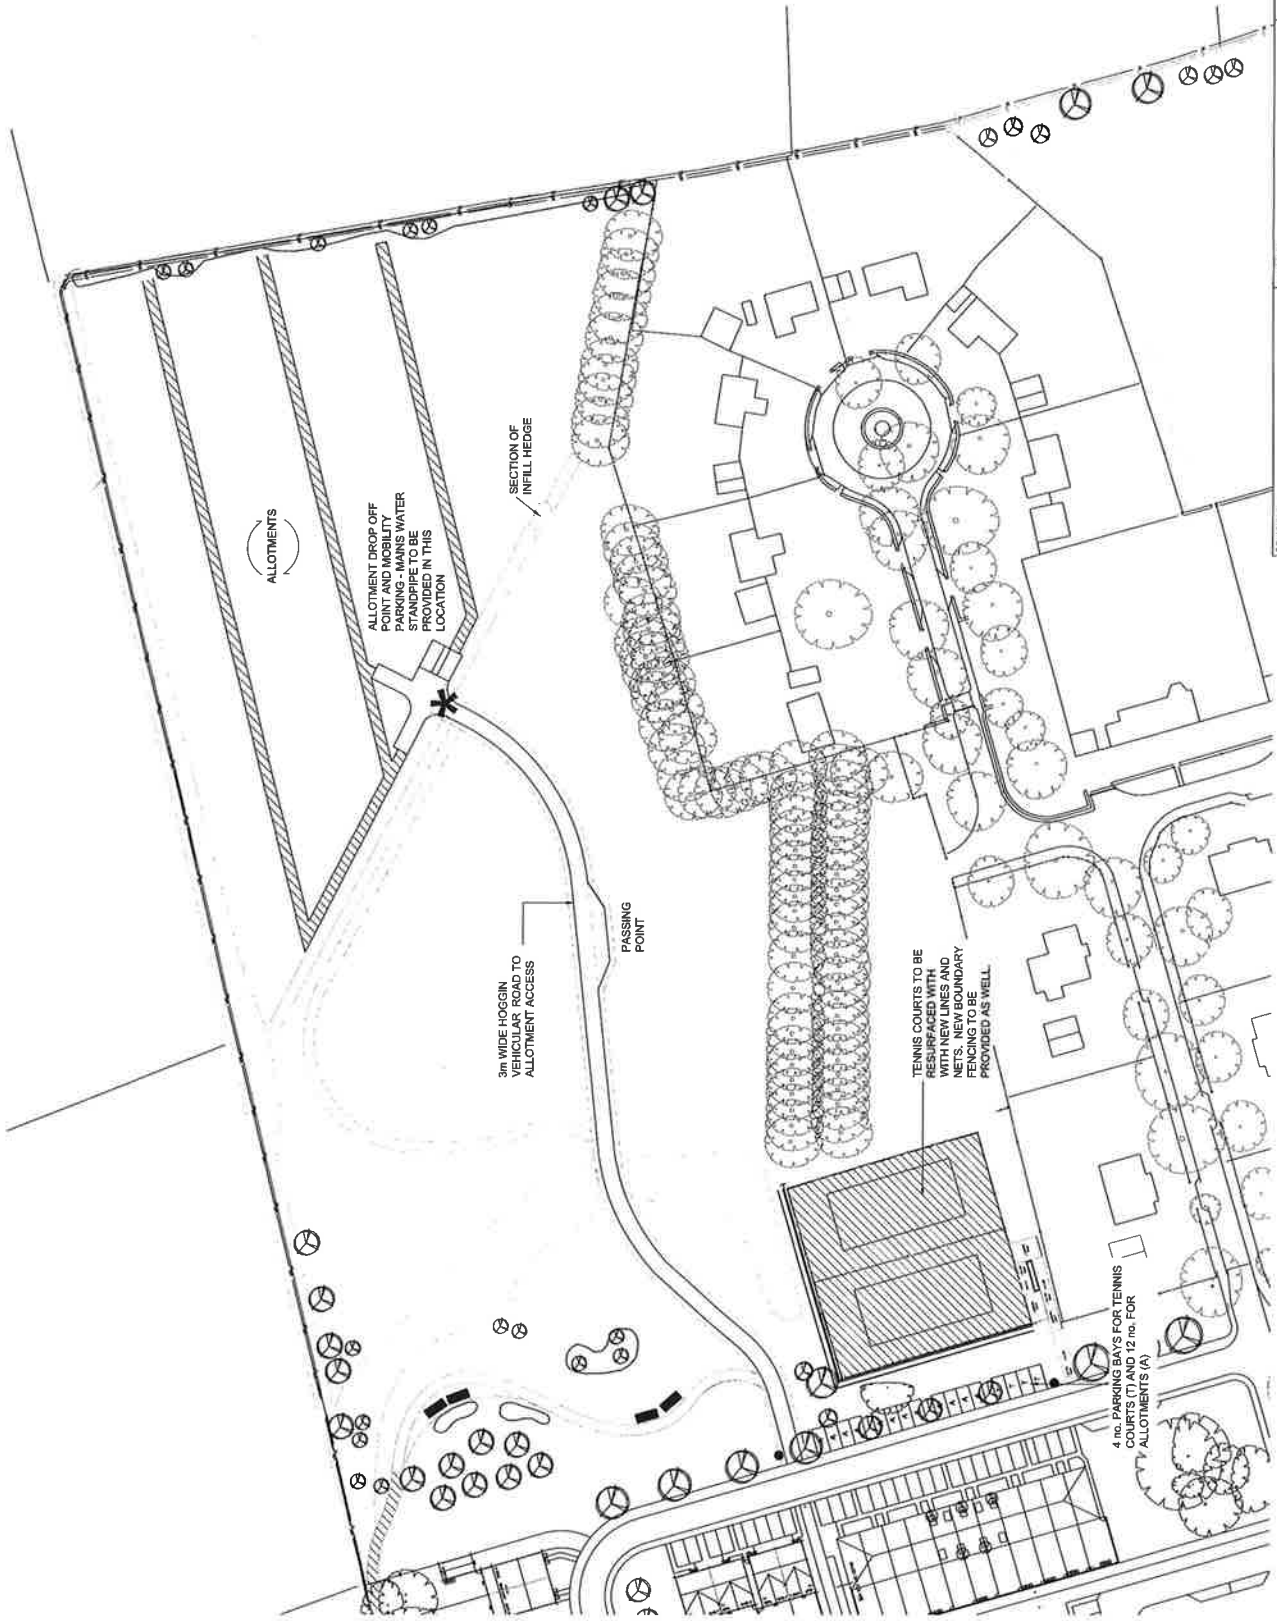 ALLOTMENTS
ALLOTMENT DROP OFF
POINT AND MOBILITY
PARKING - MAINS WATER
STANDPIPE TO BE
PROVIDED IN THIS
LOCATION
SECTION OF
INFILL HEDGE
3m WIDE HOGGIN
VEHICULAR ROAD TO
ALLOTMENT ACCESS
PASSING
POINT
TENNIS COURTS TO BE
RESURFACED WITH
WITH NEW LINES AND
NETS. NEW BOUNDARY
FENCING TO BE
PROVIDED AS WELL.
4 no. PARKING BAYS FOR TENNIS
COURTS (T) AND 12 no. FOR
ALLOTMENTS (A)